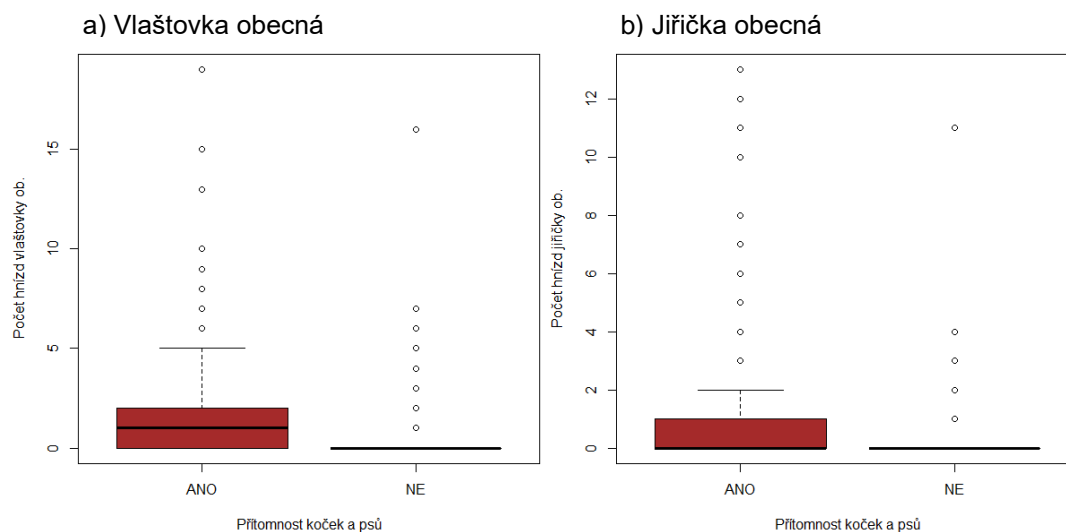 a) Vlaštovka obecná
Počet hnízd vlaštovky ob.
15
10
5
0
ANO
NE
Přítomnost koček a psů
b) Jiřička obecná
Počet hnízd jiřičky ob.
12
10
8
6
4
2
0
ANO
NE
Přítomnost koček a psů